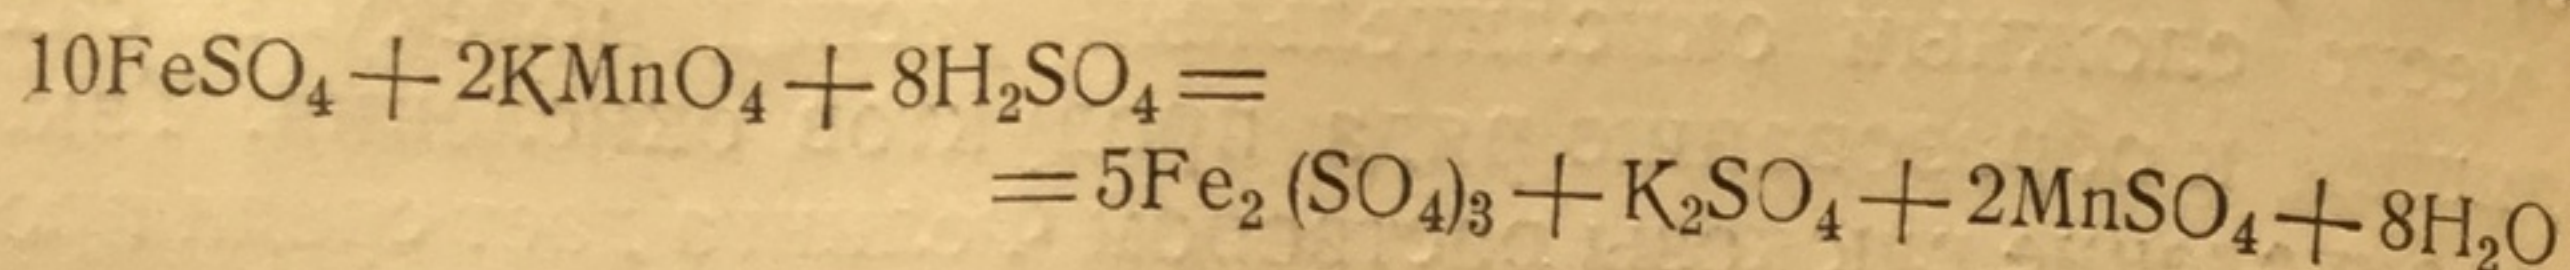 10FeSO₄+2KMnO₄+8H₂SO₄=
=5Fe₂(SO₄)₃+K₂SO₄+2MnSO₄+8H₂O